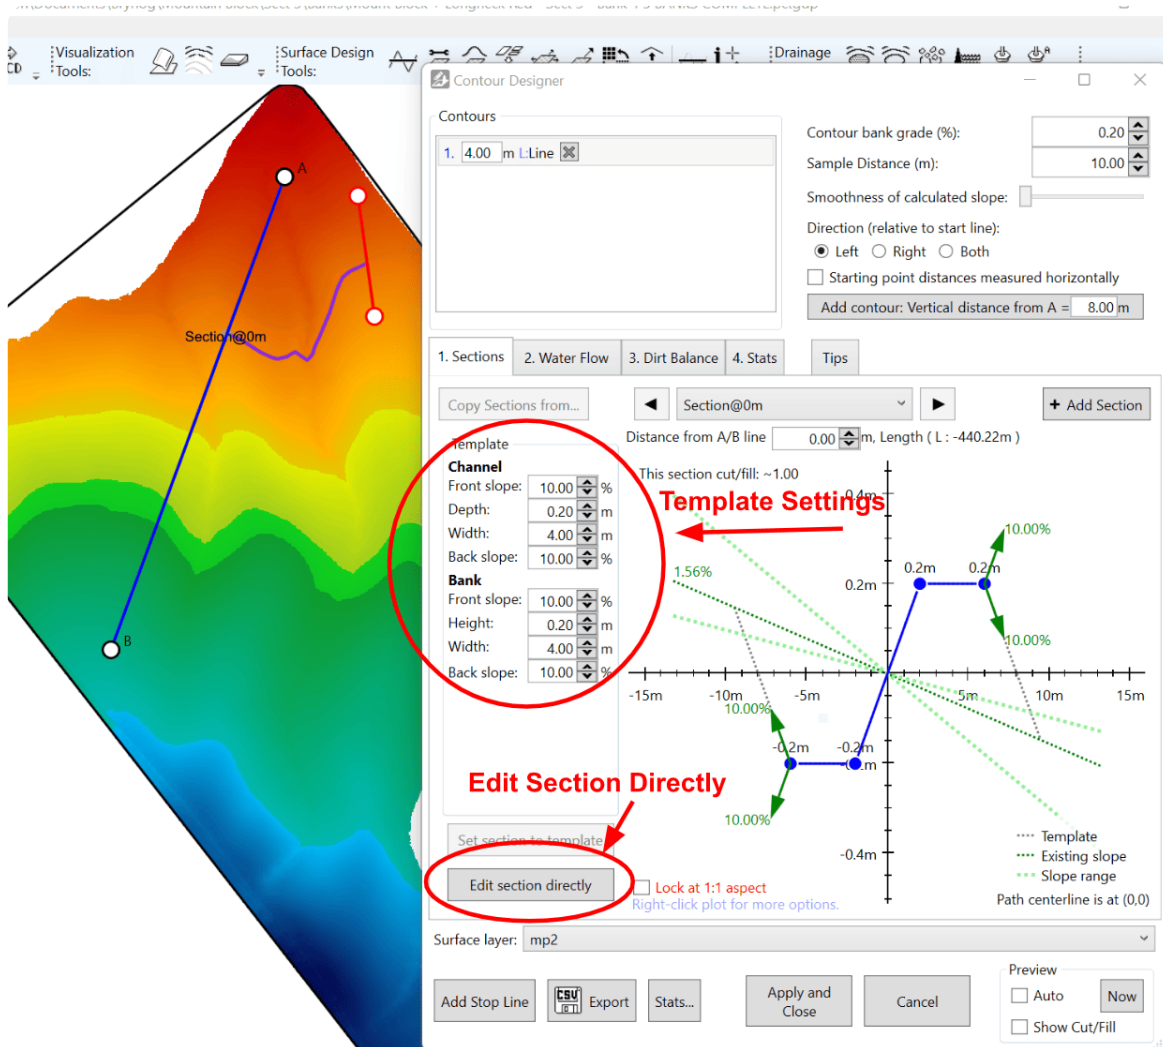 Visualization
Tools:
Surface Design
Tools:
Drainage
CD
Contour Designer
Contours
1. 4.00 m L:Line
Contour bank grade (%): 0.20
Sample Distance (m): 10.00
Smoothness of calculated slope:
Direction (relative to start line):
Left Right Both
Starting point distances measured horizontally
Add contour: Vertical distance from A = 8.00 m
A
Section@0m
B
1. Sections 2. Water Flow 3. Dirt Balance 4. Stats Tips
Copy Sections from...
Section@0m
+ Add Section
Distance from A/B line 0.00 m, Length ( L : -440.22m )
Template
Channel
Front slope: 10.00 %
Depth: 0.20 m
Width: 4.00 m
Back slope: 10.00 %
Bank
Front slope: 10.00 %
Height: 0.20 m
Width: 4.00 m
Back slope: 10.00 %
This section cut/fill: ~1.00
Template Settings
0.4m
10.00%
1.56%
0.2m 0.2m
0.2m
10.00%
-15m -10m -5m 5m 10m 15m
10.00%
-0.2m -0.2m
10.00%
-0.4m
Template
Existing slope
Slope range
Path centerline is at (0,0)
Edit Section Directly
Set section to template
Edit section directly
Lock at 1:1 aspect
Right-click plot for more options.
Surface layer: mp2
Add Stop Line
CSV Export
Stats...
Apply and
Close
Cancel
Preview
Auto Now
Show Cut/Fill